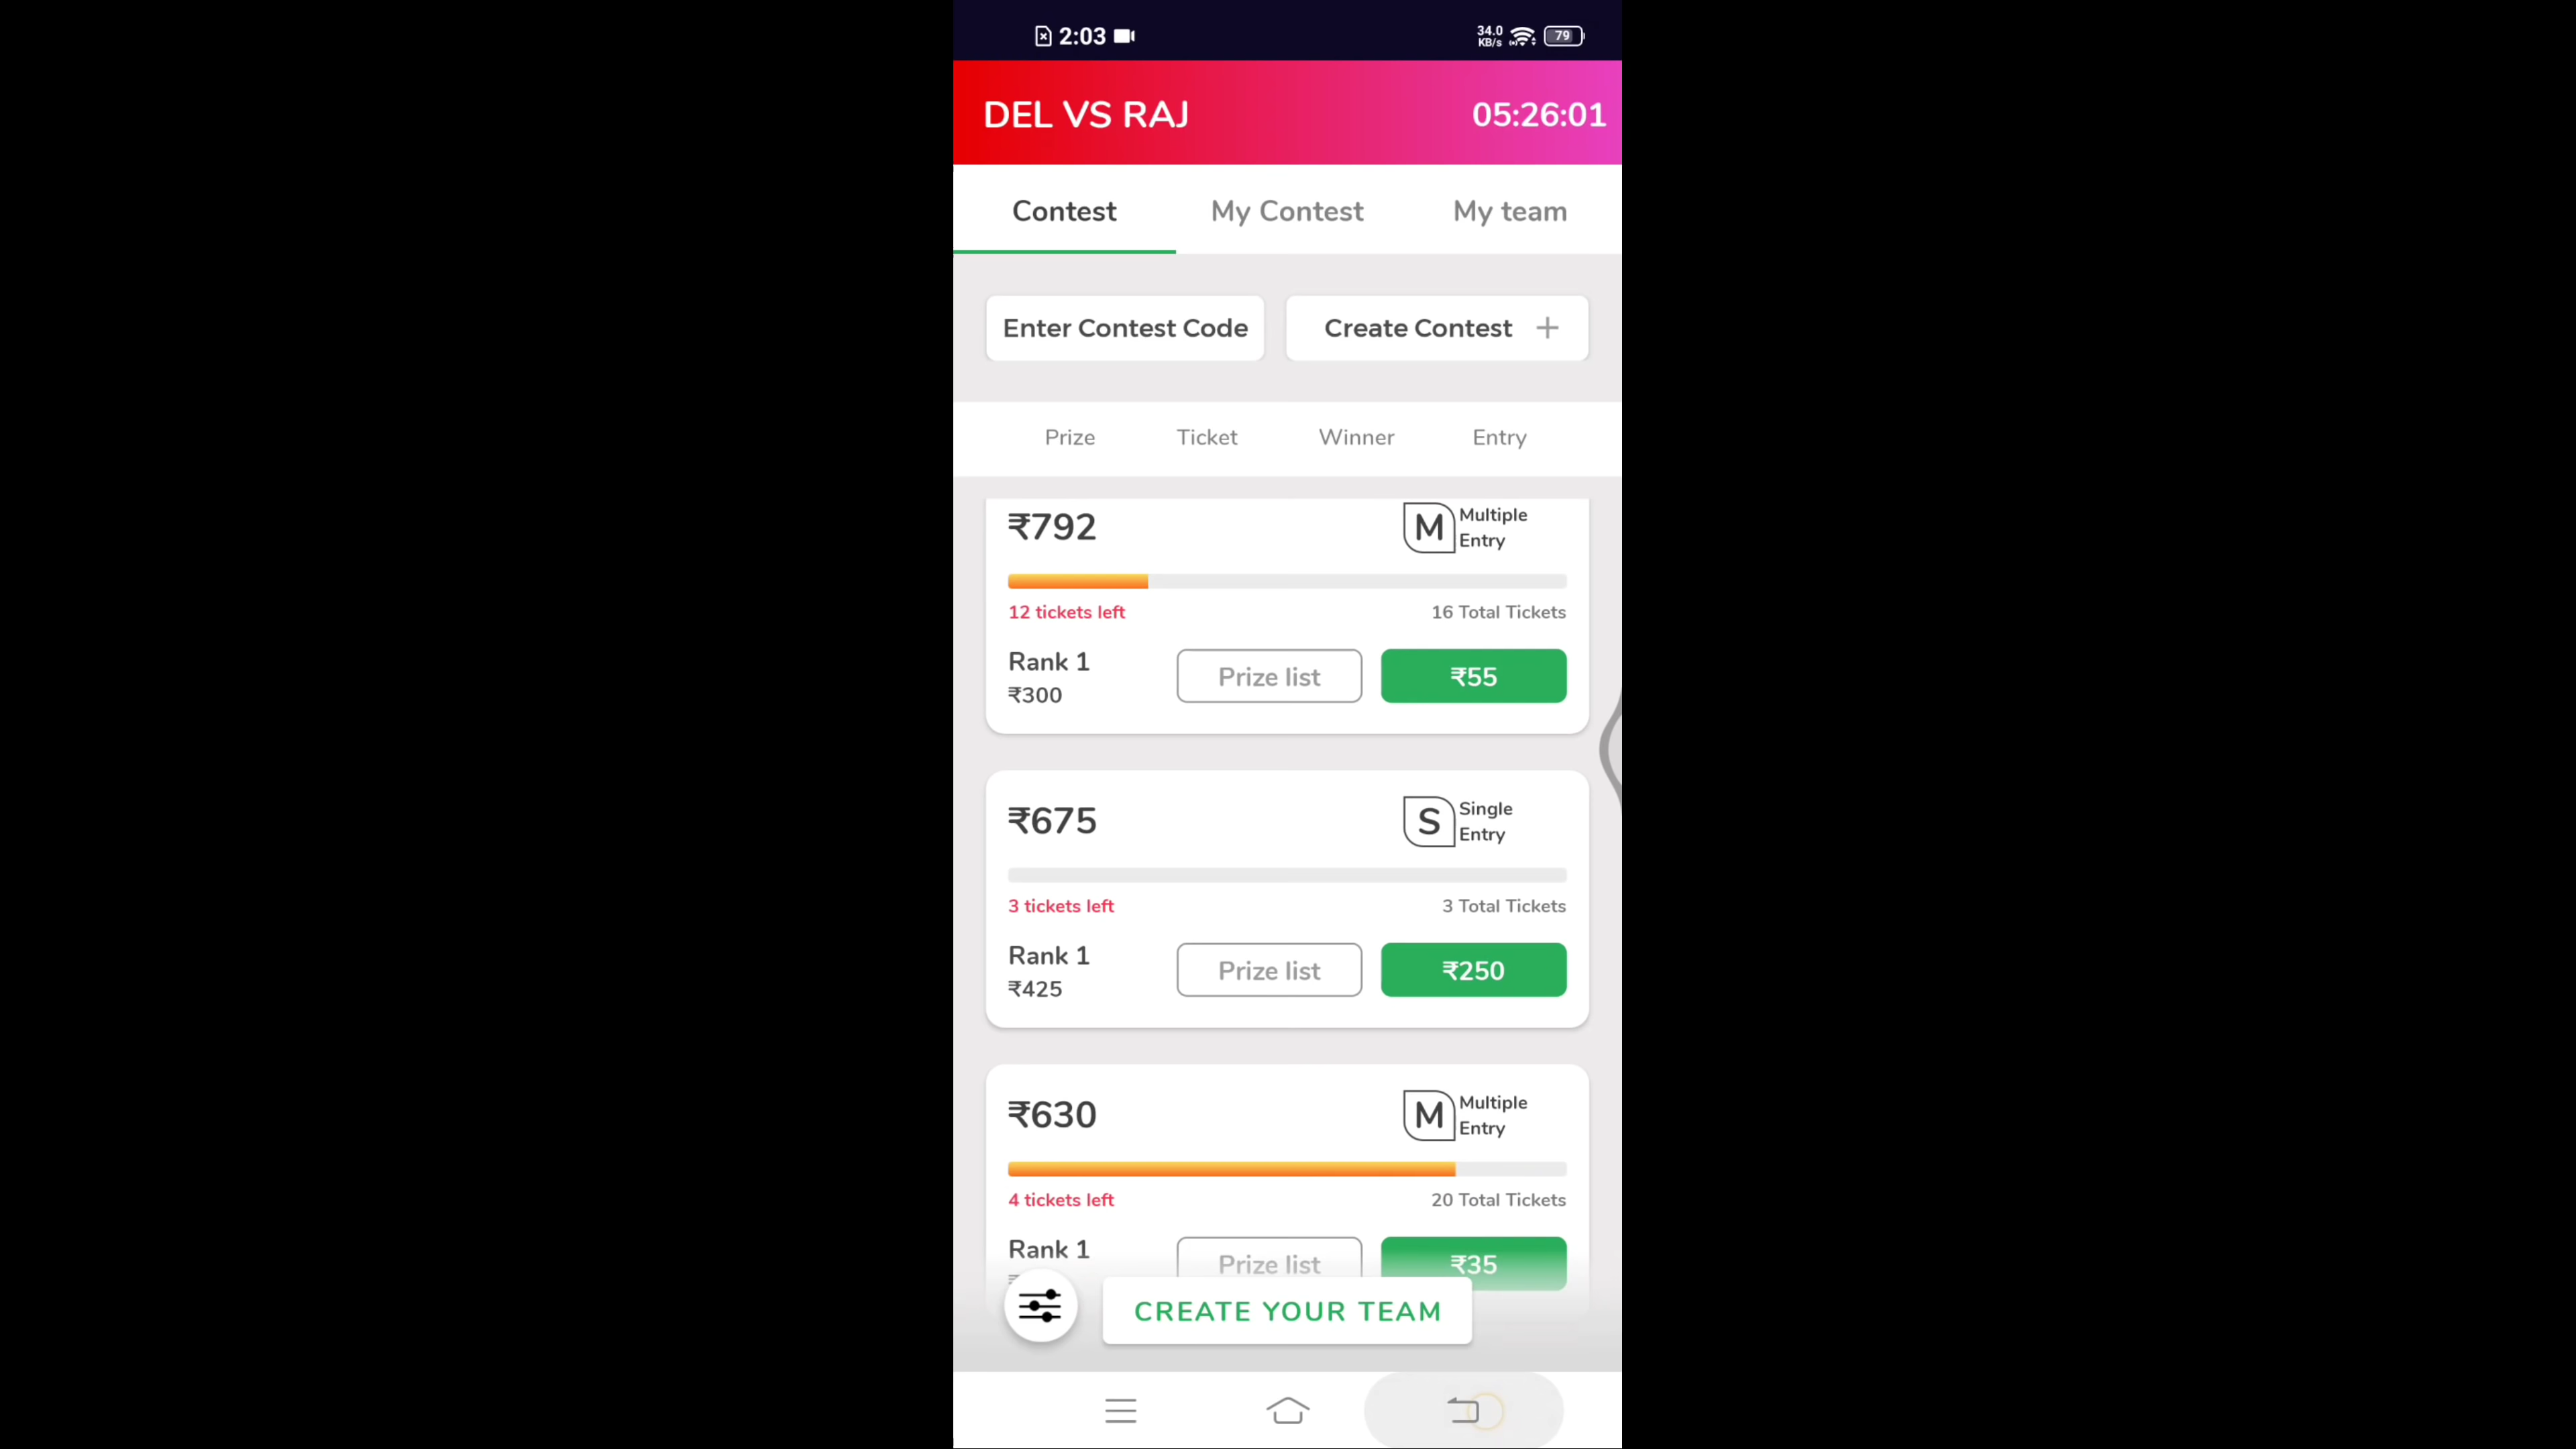 2:03
34.0
KB/s
79
DEL VS RAJ
05:26:01
Contest
My Contest
My team
Enter Contest Code
Create Contest +
Prize
Ticket
Winner
Entry
₹792
M
Multiple
Entry
12 tickets left
16 Total Tickets
Rank 1
₹300
Prize list
₹55
₹675
S
Single
Entry
3 tickets left
3 Total Tickets
Rank 1
₹425
Prize list
₹250
₹630
M
Multiple
Entry
4 tickets left
20 Total Tickets
Rank 1
Prize list
₹35
CREATE YOUR TEAM